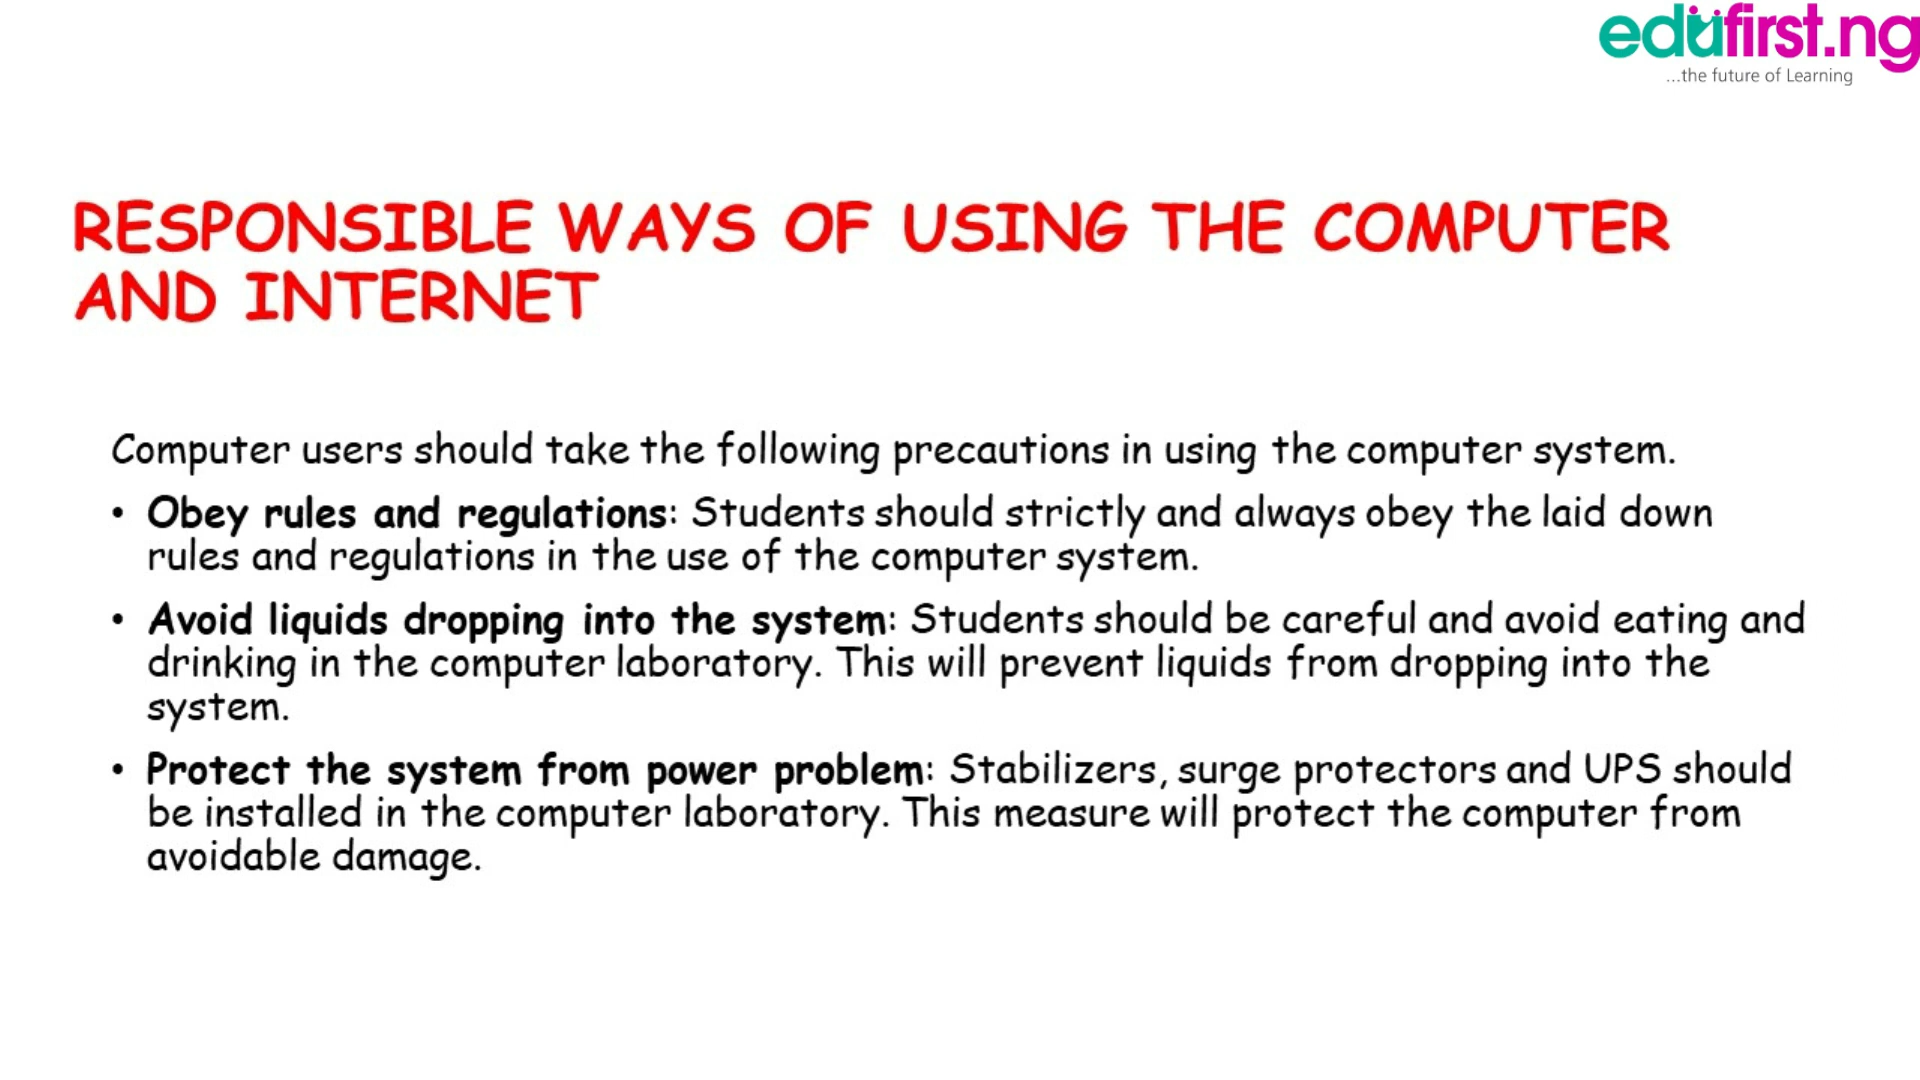 edufirst.ng
...the future of Learning
RESPONSIBLE WAYS OF USING THE COMPUTER
AND INTERNET
Computer users should take the following precautions in using the computer system.
• Obey rules and regulations: Students should strictly and always obey the laid down
rules and regulations in the use of the computer system.
• Avoid liquids dropping into the system: Students should be careful and avoid eating and
drinking in the computer laboratory. This will prevent liquids from dropping into the
system.
• Protect the system from power problem: Stabilizers, surge protectors and UPS should
be installed in the computer laboratory. This measure will protect the computer from
avoidable damage.